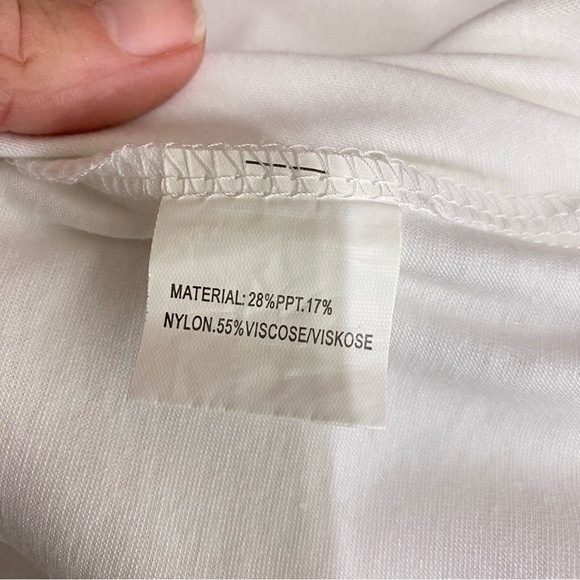 MATERIAL: 28%PPT.17%
NYLON.55%VISCOSE/VISKOSE